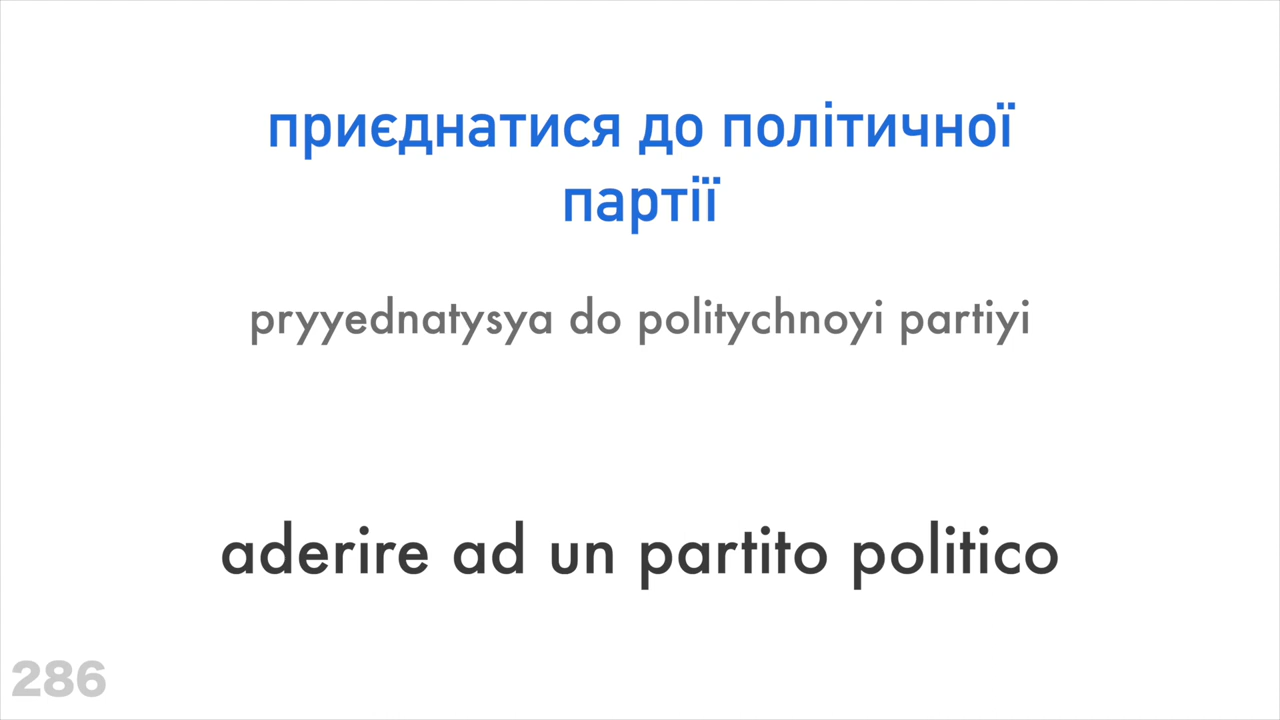 приєднатися до політичної
партії
pryyednatysya do politychnoyi partiyi
aderire ad un partito politico
286